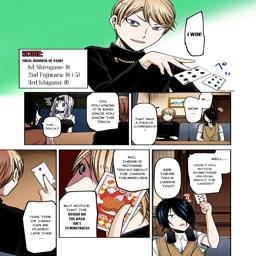 I WIN!
SCORE:
FINAL NUMBER OF PAIRS
1st Shirogane: 18
2nd Fujiwara: 18 (-5)
3rd Ishigami: 16
OH, YOU KNOW, IT'S EASY ONCE YOU KNOW THE TRICK
THE TRICK?
THAT WAS A FIERCE COMEBACK
WELL...
DIDN'T YOU NOTICE SOMETHING UNUSUAL ABOUT THE CARDS?
ARE THESE TRICK CARDS TOO?
NO, THERE'S NOTHING TRICKY ABOUT THE CARDS THEMSELVES
BUT NOTICE THAT THE DESIGN ON THE BACK ISN'T SYMMETRICAL
THIS TYPE OF CARD CAN BE PLACED LIKE THIS